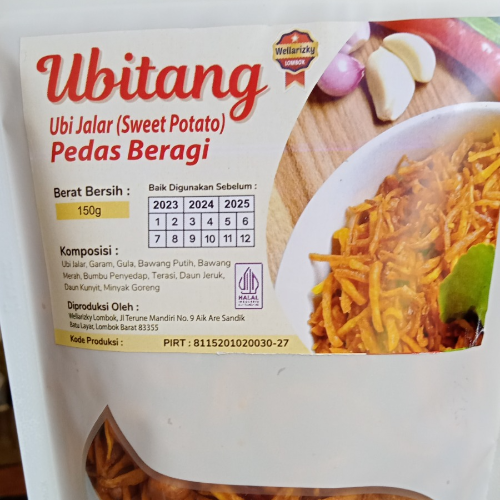 Ubitang
Wellarizky
LOMBOK
Ubi Jalar (Sweet Potato)
Pedas Beragi
Berat Bersih :
150g
Baik Digunakan Sebelum :
2023 2024 2025
1 2 3 4 5 6
7 8 9 10 11 12
Komposisi :
Ubi Jalar, Garam, Gula, Bawang Putih, Bawang
Merah, Bumbu Penyedap, Terasi, Daun Jeruk,
Daun Kunyit, Minyak Goreng
HALAL
INDONESIA
Diproduksi Oleh :
Wellarizky Lombok, Jl Terune Mandiri No. 9 Aik Are Sandik
Batu Layar, Lombok Barat 83355
Kode Produksi :
PIRT : 8115201020030-27